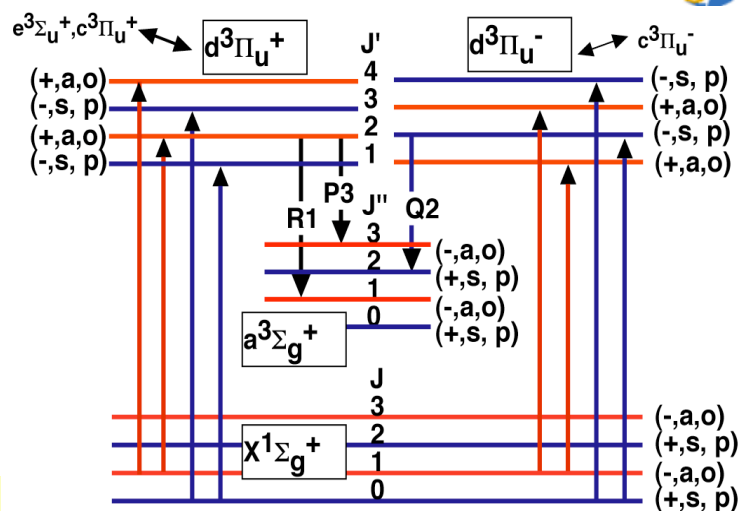 e³Σᵤ⁺,c³Πᵤ⁺
d³Πᵤ⁺
J'
d³Πᵤ⁻
c³Πᵤ⁻
(+,a,o) 4 (-,s, p)
(-,s, p) 3 (+,a,o)
(+,a,o) 2 (-,s, p)
(-,s, p) 1 (+,a,o)
R1 P3 J'' Q2
3 (-,a,o)
2 (+,s, p)
1 (-,a,o)
0 (+,s, p)
a³Σg⁺
J
3 (-,a,o)
2 (+,s, p)
X¹Σg⁺
1 (-,a,o)
0 (+,s, p)